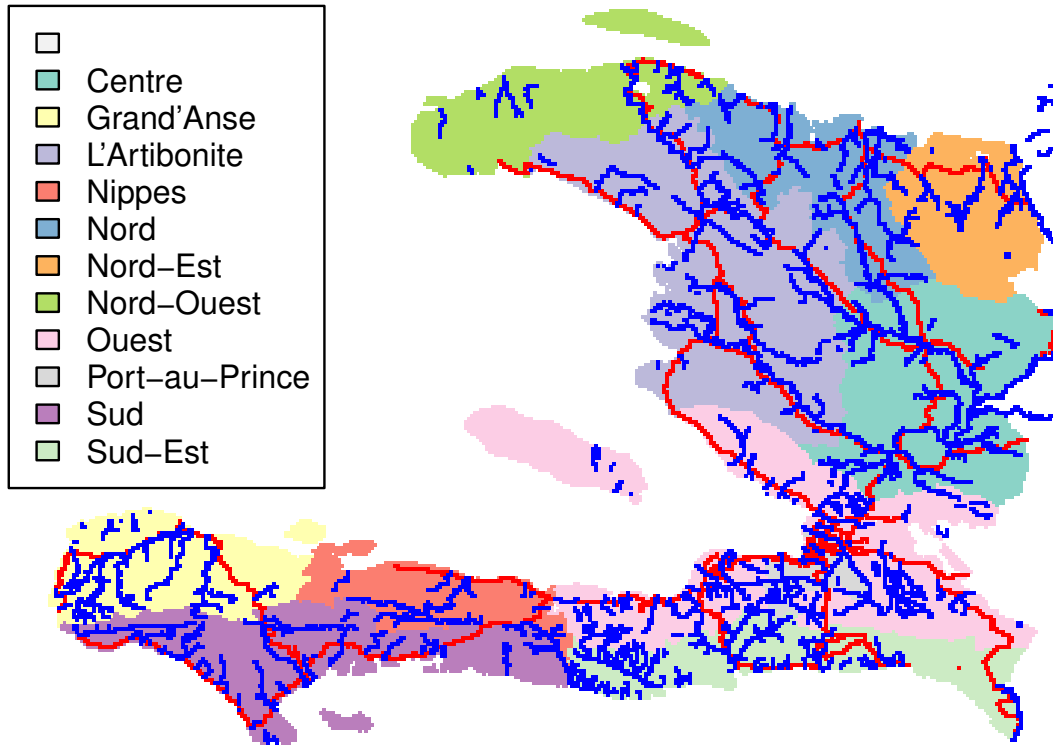 Centre
Grand'Anse
L'Artibonite
Nippes
Nord
Nord−Est
Nord−Ouest
Ouest
Port−au−Prince
Sud
Sud−Est